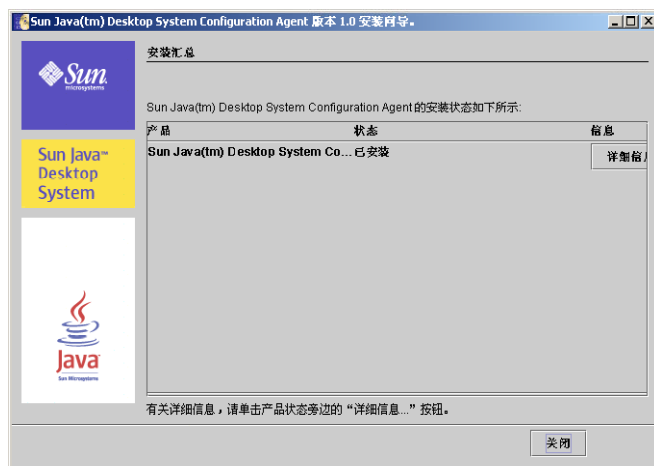 Sun Java(tm) Desktop System Configuration Agent 版本 1.0 安装向导。
Sun
microsystems
Sun Java™
Desktop
System
Java
Sun Microsystems
安装汇总
Sun Java(tm) Desktop System Configuration Agent 的安装状态如下所示:
产品 状态 信息
Sun Java(tm) Desktop System Co... 已安装 详细信
有关详细信息，请单击产品状态旁边的“详细信息...”按钮。
关闭